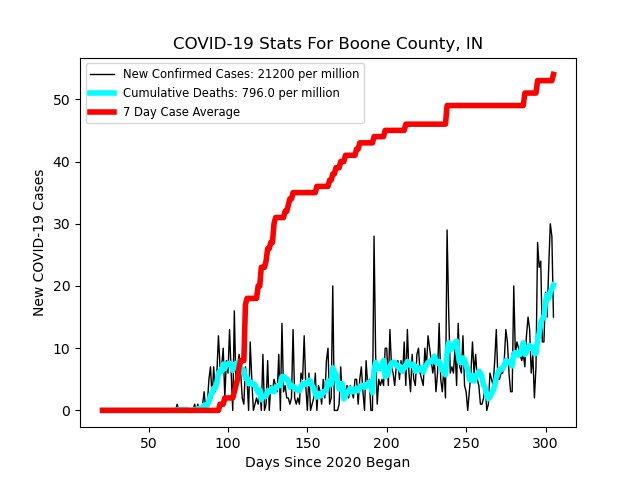 COVID-19 Stats For Boone County, IN
New Confirmed Cases: 21200 per million
Cumulative Deaths: 796.0 per million
7 Day Case Average
New COVID-19 Cases
50
40
30
20
10
0
50 100 150 200 250 300
Days Since 2020 Began